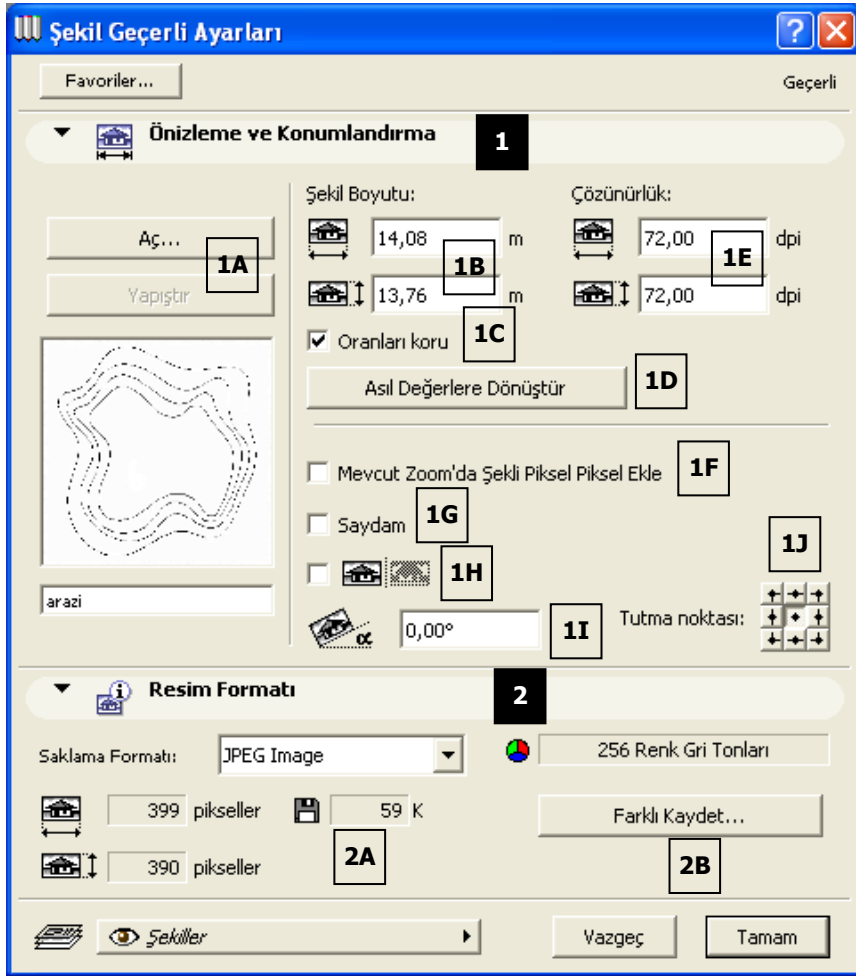 Şekil Geçerli Ayarları
Favoriler...
Geçerli
Önizleme ve Konumlandırma 1
Şekil Boyutu: Çözünürlük:
Aç... 1A
14,08 m 1B
72,00 dpi 1E
Yapıştır
13,76 m
72,00 dpi
Oranları koru 1C
Asıl Değerlere Dönüştür 1D
Mevcut Zoom'da Şekli Piksel Piksel Ekle 1F
Saydam 1G
1H
1J
arazi
α 0,00° 1I
Tutma noktası:
Resim Formatı 2
Saklama Formatı: JPEG Image
256 Renk Gri Tonları
399 pikseller 59 K
2A
Farklı Kaydet...
2B
390 pikseller
Şekiller
Vazgeç Tamam